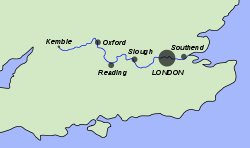 Kemble
Oxford
Slough
Southend
Reading
LONDON